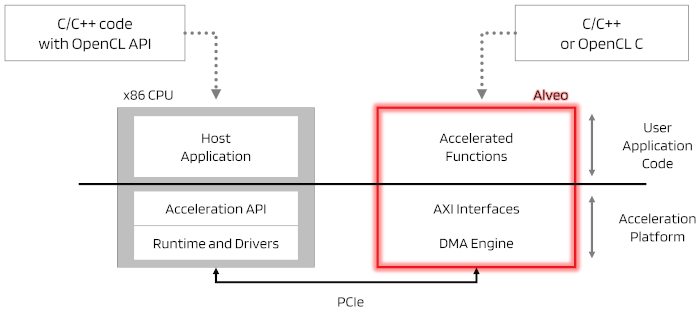 C/C++ code
with OpenCL API
C/C++
or OpenCL C
x86 CPU
Alveo
Host
Application
Accelerated
Functions
User
Application
Code
Acceleration API
AXI Interfaces
Runtime and Drivers
DMA Engine
Acceleration
Platform
PCIe